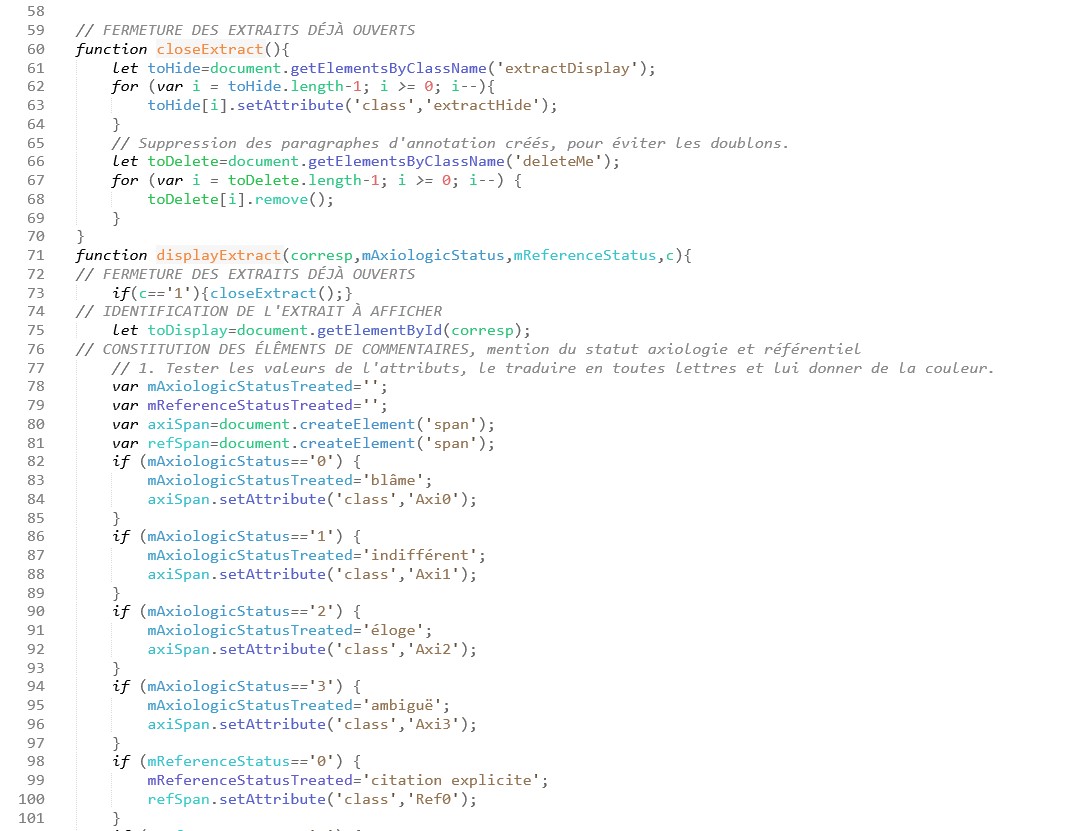 58
59 // FERMETURE DES EXTRAITS DÉJÀ OUVERTS
60 function closeExtract(){
61 let toHide=document.getElementsByClassName('extractDisplay');
62 for (var i = toHide.length-1; i >= 0; i--){
63 toHide[i].setAttribute('class','extractHide');
64 }
65 // Suppression des paragraphes d'annotation créés, pour éviter les doublons.
66 let toDelete=document.getElementsByClassName('deleteMe');
67 for (var i = toDelete.length-1; i >= 0; i--) {
68 toDelete[i].remove();
69 }
70 }
71 function displayExtract(corresp,mAxiologicStatus,mReferenceStatus,c){
72 // FERMETURE DES EXTRAITS DÉJÀ OUVERTS
73 if(c=='1'){closeExtract();}
74 // IDENTIFICATION DE L'EXTRAIT À AFFICHER
75 let toDisplay=document.getElementById(corresp);
76 // CONSTITUTION DES ÉLÊMENTS DE COMMENTAIRES, mention du statut axiologie et référentiel
77 // 1. Tester les valeurs de l'attributs, le traduire en toutes lettres et lui donner de la couleur.
78 var mAxiologicStatusTreated='';
79 var mReferenceStatusTreated='';
80 var axiSpan=document.createElement('span');
81 var refSpan=document.createElement('span');
82 if (mAxiologicStatus=='0') {
83 mAxiologicStatusTreated='blâme';
84 axiSpan.setAttribute('class','Axi0');
85 }
86 if (mAxiologicStatus=='1') {
87 mAxiologicStatusTreated='indifférent';
88 axiSpan.setAttribute('class','Axi1');
89 }
90 if (mAxiologicStatus=='2') {
91 mAxiologicStatusTreated='éloge';
92 axiSpan.setAttribute('class','Axi2');
93 }
94 if (mAxiologicStatus=='3') {
95 mAxiologicStatusTreated='ambiguë';
96 axiSpan.setAttribute('class','Axi3');
97 }
98 if (mReferenceStatus=='0') {
99 mReferenceStatusTreated='citation explicite';
100 refSpan.setAttribute('class','Ref0');
101 }